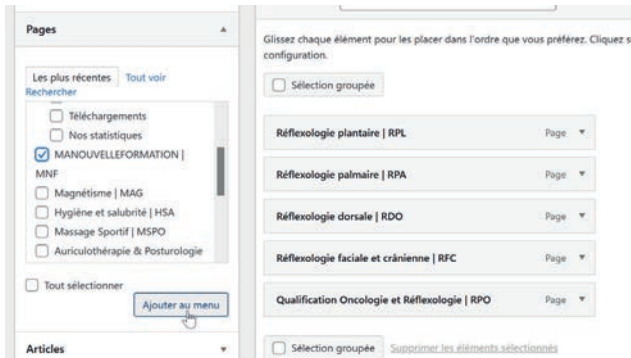 Pages
Les plus récentes Tout voir
Rechercher
Téléchargements
Nos statistiques
MANOUVELLEFORMATION |
MNF
Magnétisme | MAG
Hygiène et salubrité | HSA
Massage Sportif | MSPO
Auriculothérapie & Posturologie
Tout sélectionner
Ajouter au menu
Articles
Glissez chaque élément pour les placer dans l'ordre que vous préférez. Cliquez s
configuration.
Sélection groupée
Réflexologie plantaire | RPL Page
Réflexologie palmaire | RPA Page
Réflexologie dorsale | RDO Page
Réflexologie faciale et crânienne | RFC Page
Qualification Oncologie et Réflexologie | RPO Page
Sélection groupée Supprimer les éléments sélectionnés